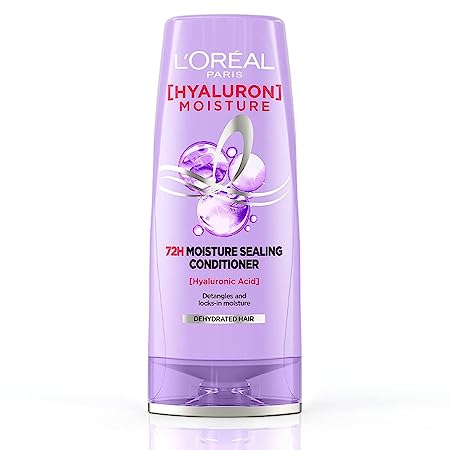 L'ORÉAL
PARIS
[HYALURON]
MOISTURE
72H MOISTURE SEALING
CONDITIONER
[Hyaluronic Acid]
Detangles and
locks-in moisture
DEHYDRATED HAIR